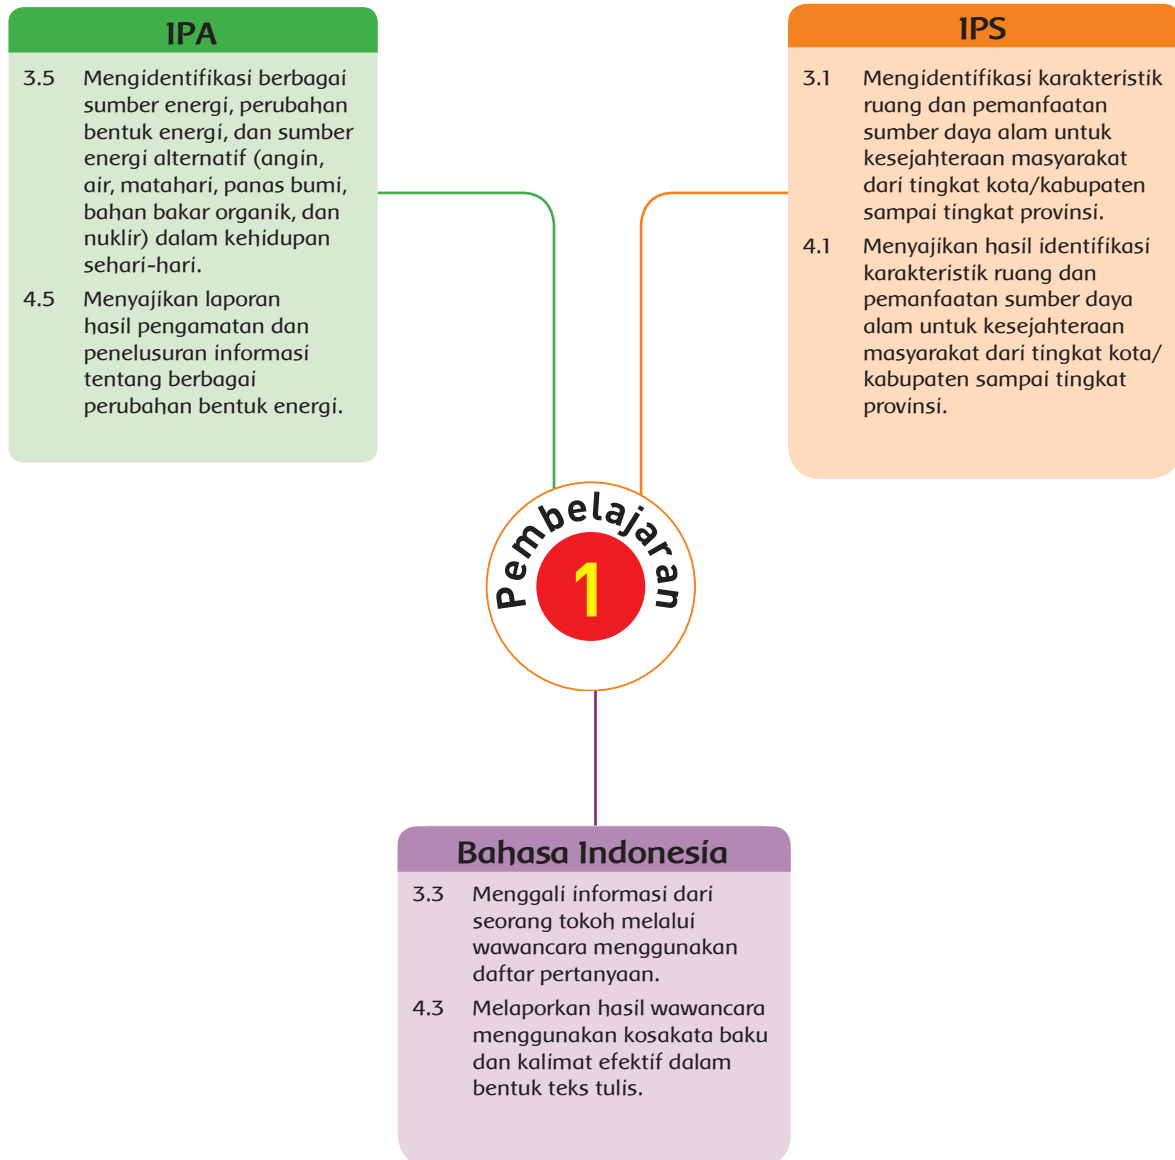 IPA
3.5 Mengidentifikasi berbagai
sumber energi, perubahan
bentuk energi, dan sumber
energi alternatif (angin,
air, matahari, panas bumi,
bahan bakar organik, dan
nuklir) dalam kehidupan
sehari-hari.
4.5 Menyajikan laporan
hasil pengamatan dan
penelusuran informasi
tentang berbagai
perubahan bentuk energi.
IPS
3.1 Mengidentifikasi karakteristik
ruang dan pemanfaatan
sumber daya alam untuk
kesejahteraan masyarakat
dari tingkat kota/kabupaten
sampai tingkat provinsi.
4.1 Menyajikan hasil identifikasi
karakteristik ruang dan
pemanfaatan sumber daya
alam untuk kesejahteraan
masyarakat dari tingkat kota/
kabupaten sampai tingkat
provinsi.
Pembelajaran
1
Bahasa Indonesia
3.3 Menggali informasi dari
seorang tokoh melalui
wawancara menggunakan
daftar pertanyaan.
4.3 Melaporkan hasil wawancara
menggunakan kosakata baku
dan kalimat efektif dalam
bentuk teks tulis.